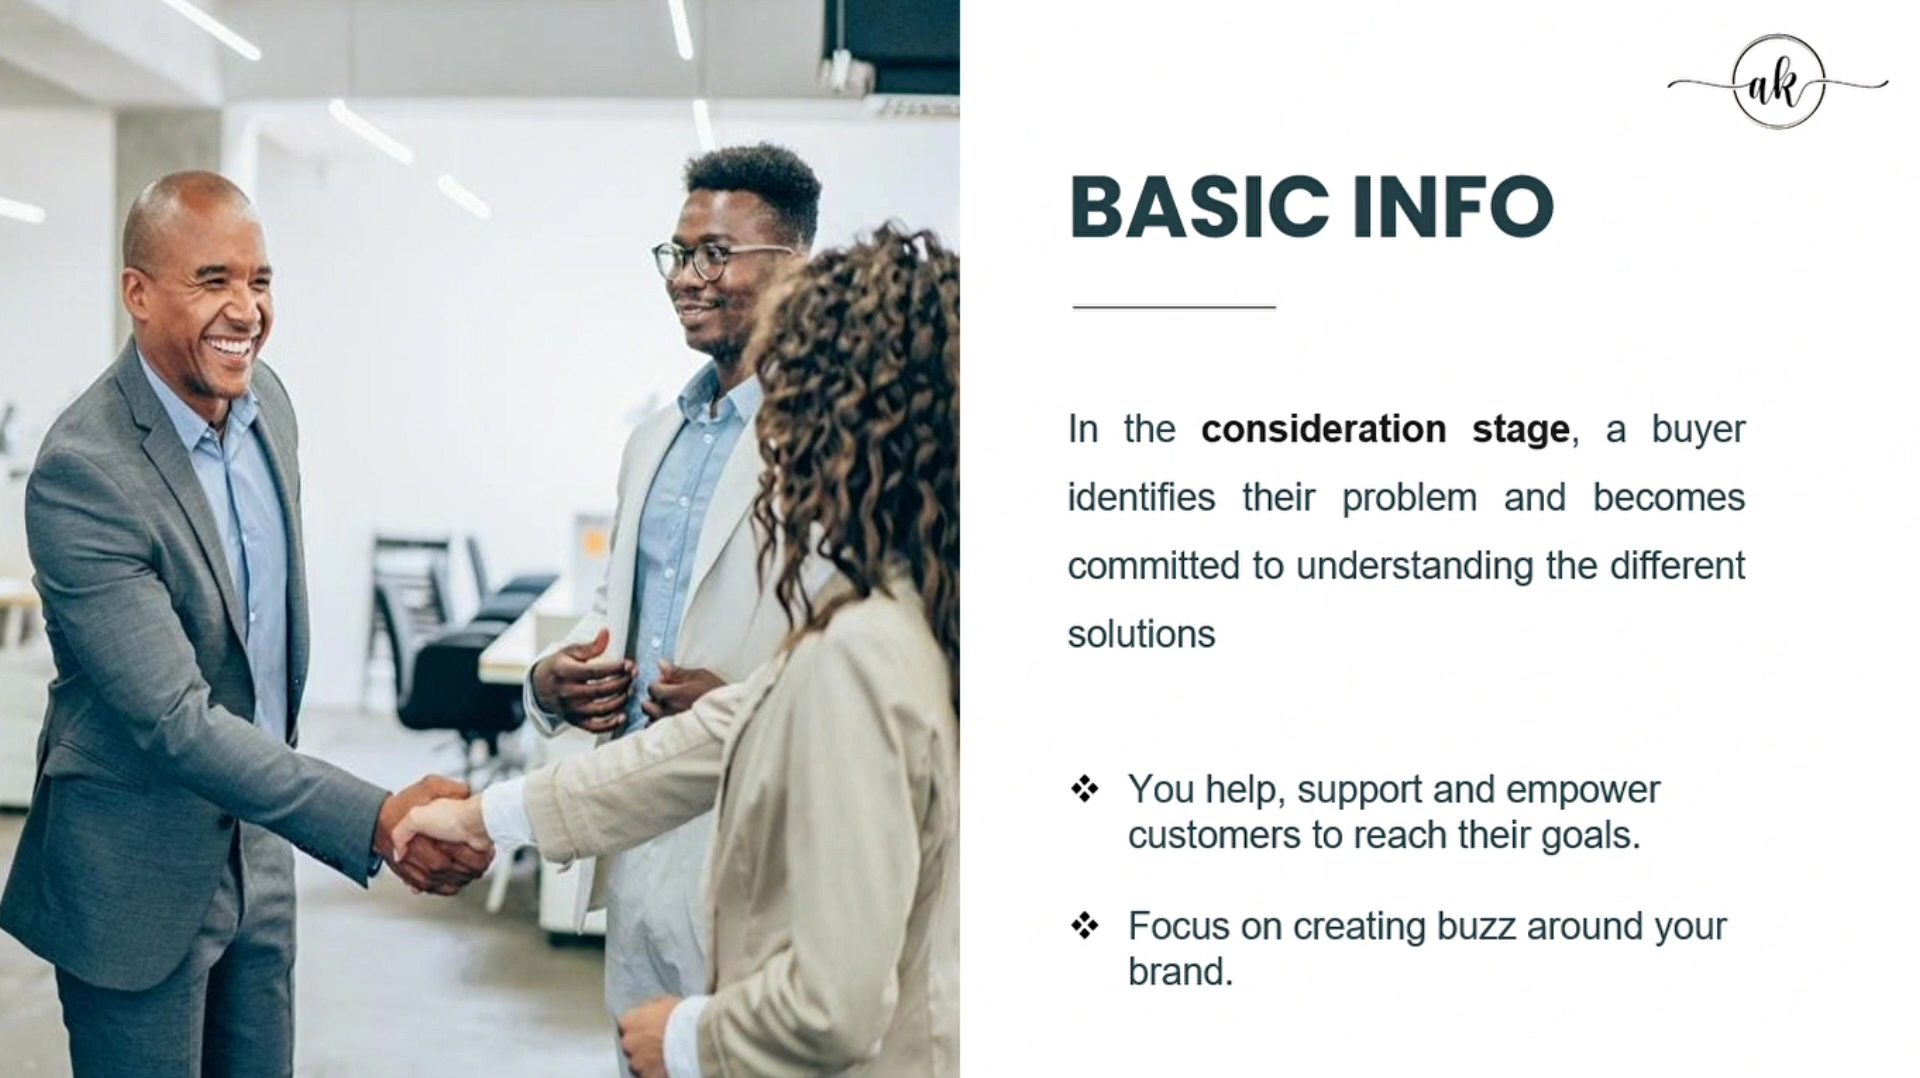 ak
BASIC INFO
In the consideration stage, a buyer
identifies their problem and becomes
committed to understanding the different
solutions
❖ You help, support and empower
customers to reach their goals.
❖ Focus on creating buzz around your
brand.